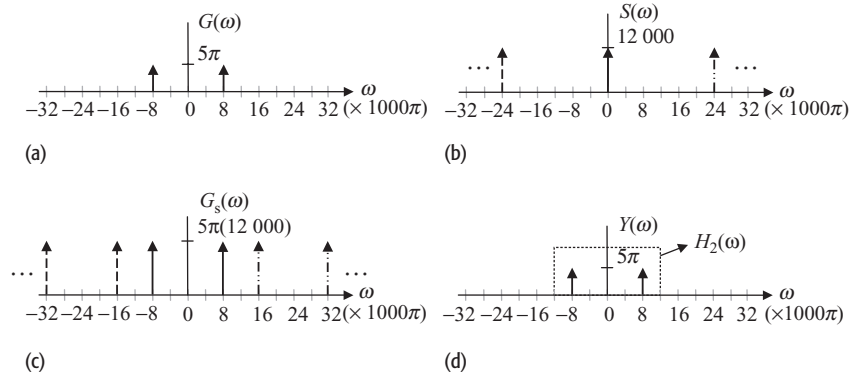 G(ω)
5π
−32 −24 −16 −8 0 8 16 24 32 (× 1000π)
ω
(a)
S(ω)
12 000
−32 −24 −16 −8 0 8 16 24 32 (× 1000π)
ω
(b)
G_s(ω)
5π(12 000)
−32 −24 −16 −8 0 8 16 24 32 (× 1000π)
ω
(c)
Y(ω)
H_2(ω)
5π
−32 −24 −16 −8 0 8 16 24 32 (×1000π)
ω
(d)